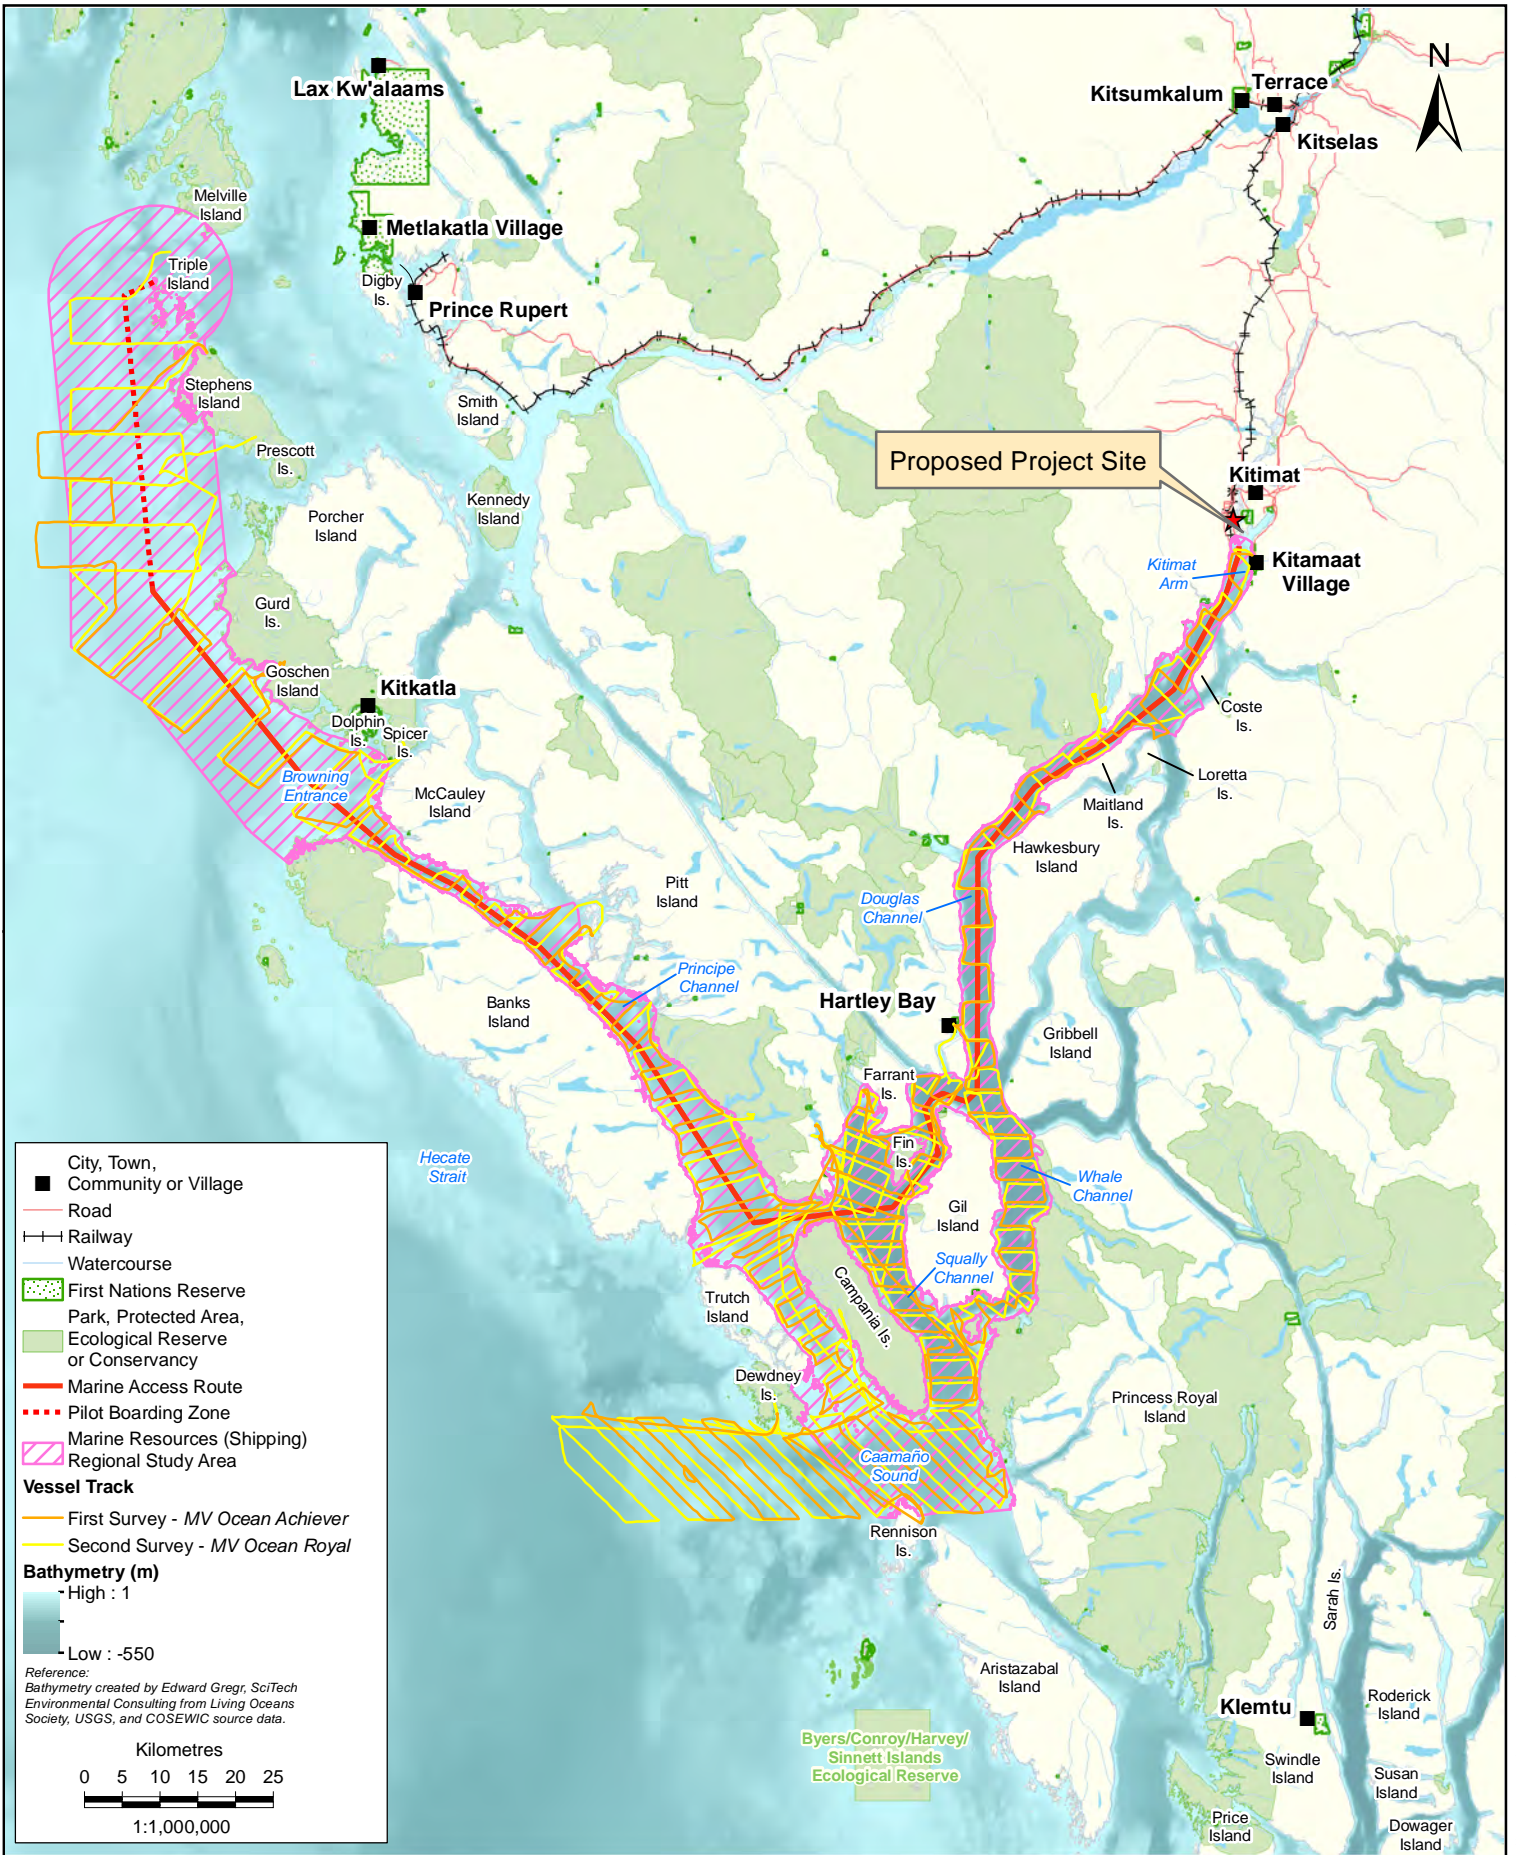 N
Lax Kw'alaams
Kitsumkalum
Terrace
Kitselas
Melville
Island
Metlakatla Village
Triple
Island
Digby
Is.
Prince Rupert
Stephens
Island
Smith
Island
Prescott
Is.
Proposed Project Site
Kitimat
Kennedy
Island
Porcher
Island
Kitimat
Arm
Kitamaat
Village
Gurd
Is.
Goschen
Island
Kitkatla
Dolphin
Is.
Spicer
Is.
Coste
Is.
Browning
Entrance
McCauley
Island
Loretta
Is.
Maitland
Is.
Hawkesbury
Island
Pitt
Island
Douglas
Channel
Principe
Channel
Banks
Island
Hartley Bay
Gribbell
Island
Farrant
Is.
Fin
Is.
Hecate
Strait
Whale
Channel
Gil
Island
Squally
Channel
Campania Is.
Trutch
Island
Dewdney
Is.
Princess Royal
Island
Caamaño
Sound
Rennison
Is.
Sarah Is.
Aristazabal
Island
Klemtu
Roderick
Island
Byers/Conroy/Harvey/
Sinnett Islands
Ecological Reserve
Swindle
Island
Susan
Island
Price
Island
Dowager
Island
City, Town,
Community or Village
Road
Railway
Watercourse
First Nations Reserve
Park, Protected Area,
Ecological Reserve
or Conservancy
Marine Access Route
Pilot Boarding Zone
Marine Resources (Shipping)
Regional Study Area
Vessel Track
First Survey - MV Ocean Achiever
Second Survey - MV Ocean Royal
Bathymetry (m)
High : 1
Low : -550
Reference:
Bathymetry created by Edward Gregr, SciTech
Environmental Consulting from Living Oceans
Society, USGS, and COSEWIC source data.
Kilometres
0 5 10 15 20 25
1:1,000,000